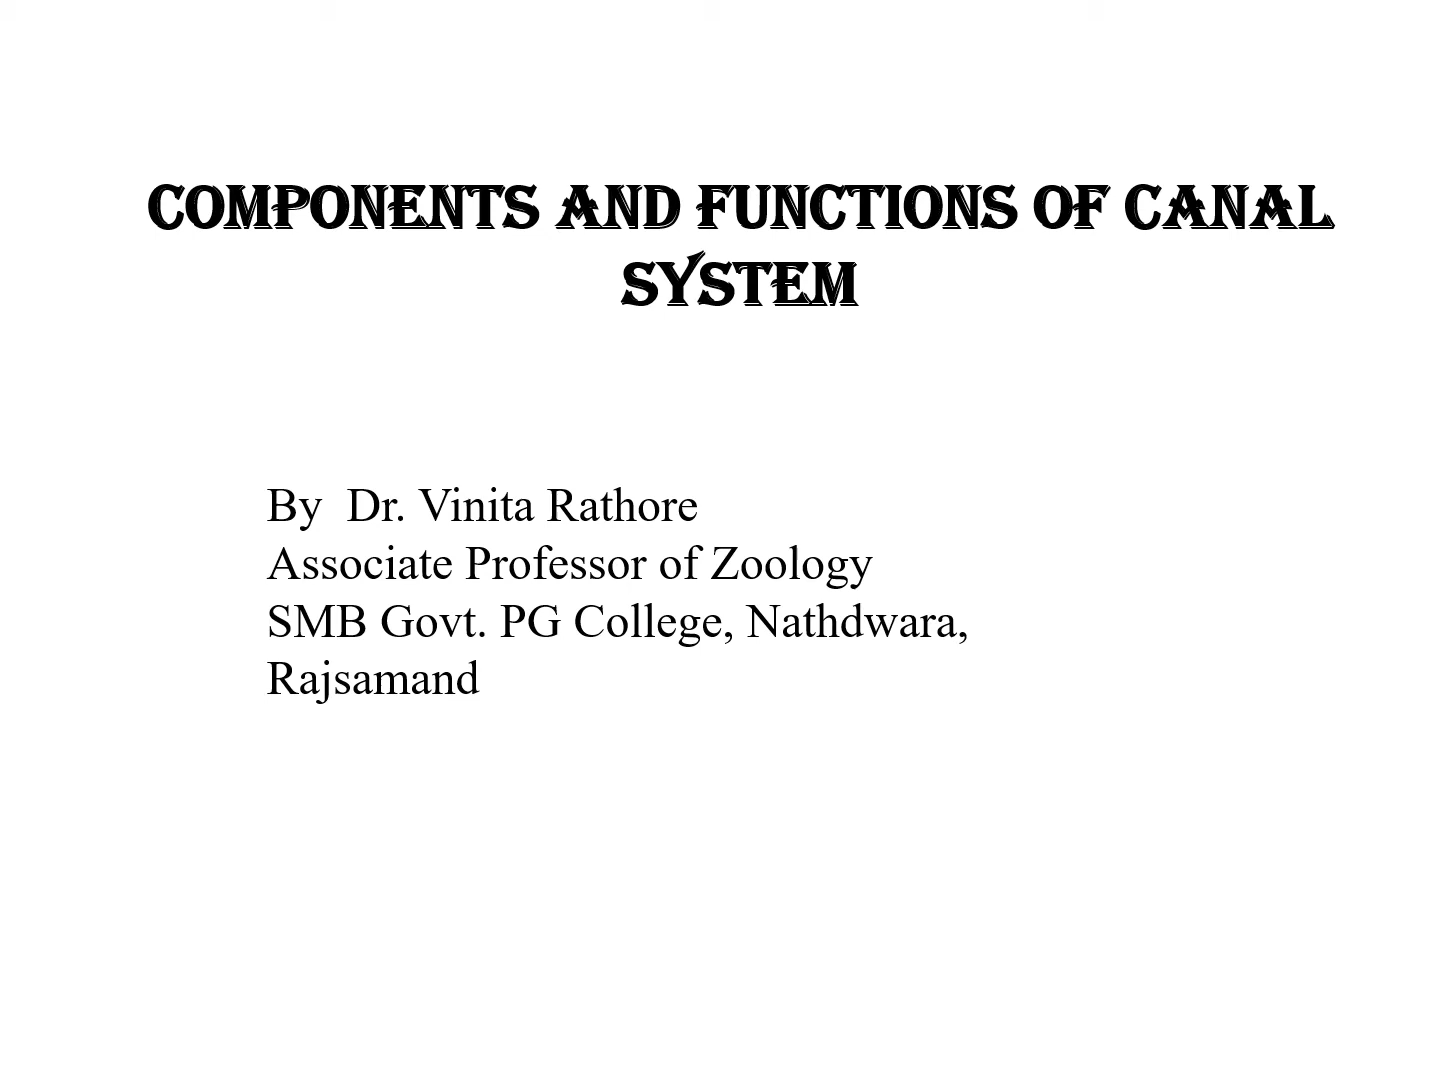 COMPONENTS AND FUNCTIONS OF CANAL
SYSTEM
By  Dr. Vinita Rathore
Associate Professor of Zoology
SMB Govt. PG College, Nathdwara,
Rajsamand